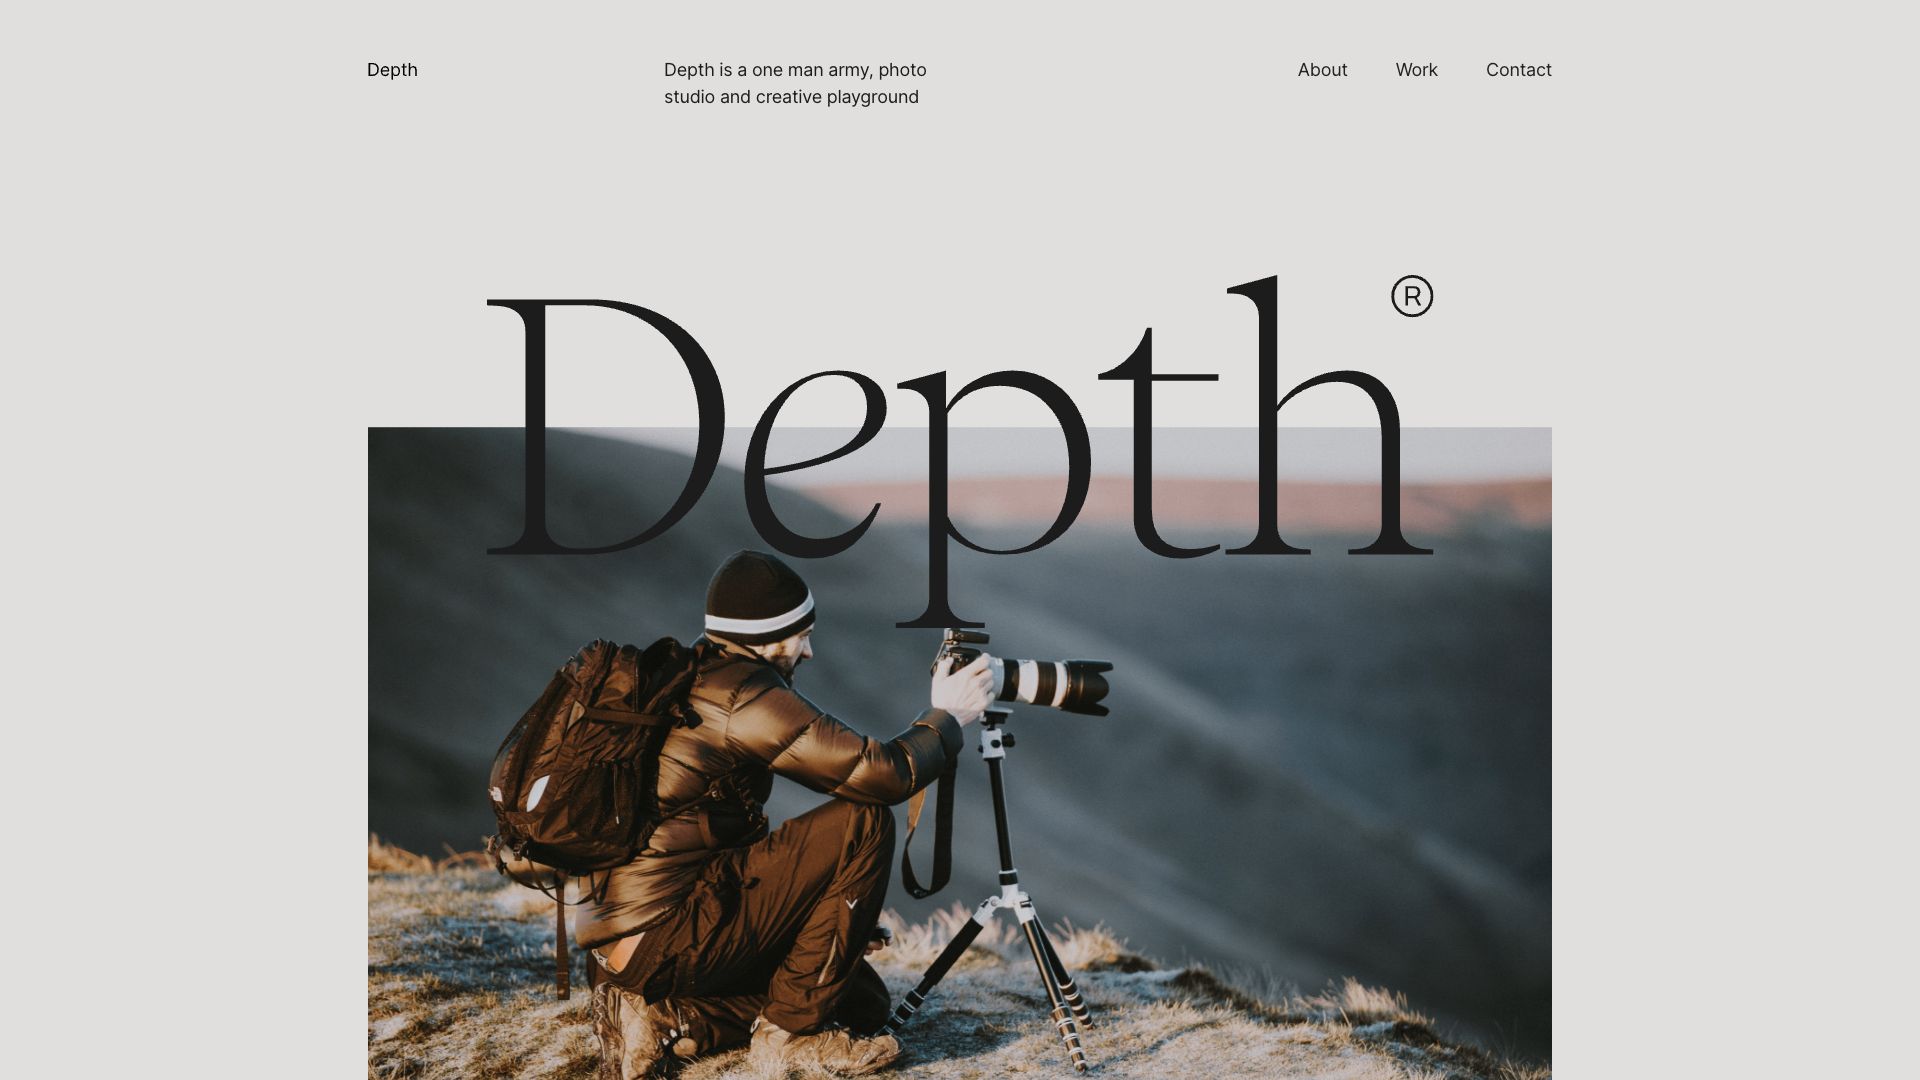 Depth
Depth is a one man army, photo
studio and creative playground
About
Work
Contact
Depth®